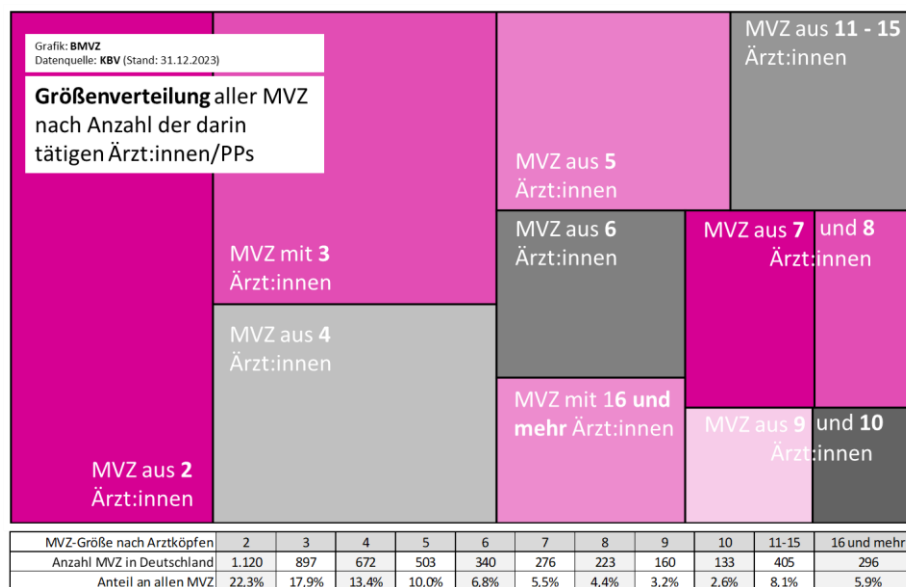 Grafik: BMVZ
Datenquelle: KBV (Stand: 31.12.2023)
Größenverteilung aller MVZ
nach Anzahl der darin
tätigen Ärzt:innen/PPs
MVZ aus 2
Ärzt:innen
MVZ mit 3
Ärzt:innen
MVZ aus 4
Ärzt:innen
MVZ aus 5
Ärzt:innen
MVZ aus 11 - 15
Ärzt:innen
MVZ aus 6
Ärzt:innen
MVZ aus 7 und 8
Ärzt:innen
MVZ mit 16 und
mehr Ärzt:innen
MVZ aus 9 und 10
Ärzt:innen
MVZ-Größe nach Arztköpfen 2 3 4 5 6 7 8 9 10 11-15 16 und mehr
Anzahl MVZ in Deutschland 1.120 897 672 503 340 276 223 160 133 405 296
Anteil an allen MVZ 22,3% 17,9% 13,4% 10,0% 6,8% 5,5% 4,4% 3,2% 2,6% 8,1% 5,9%